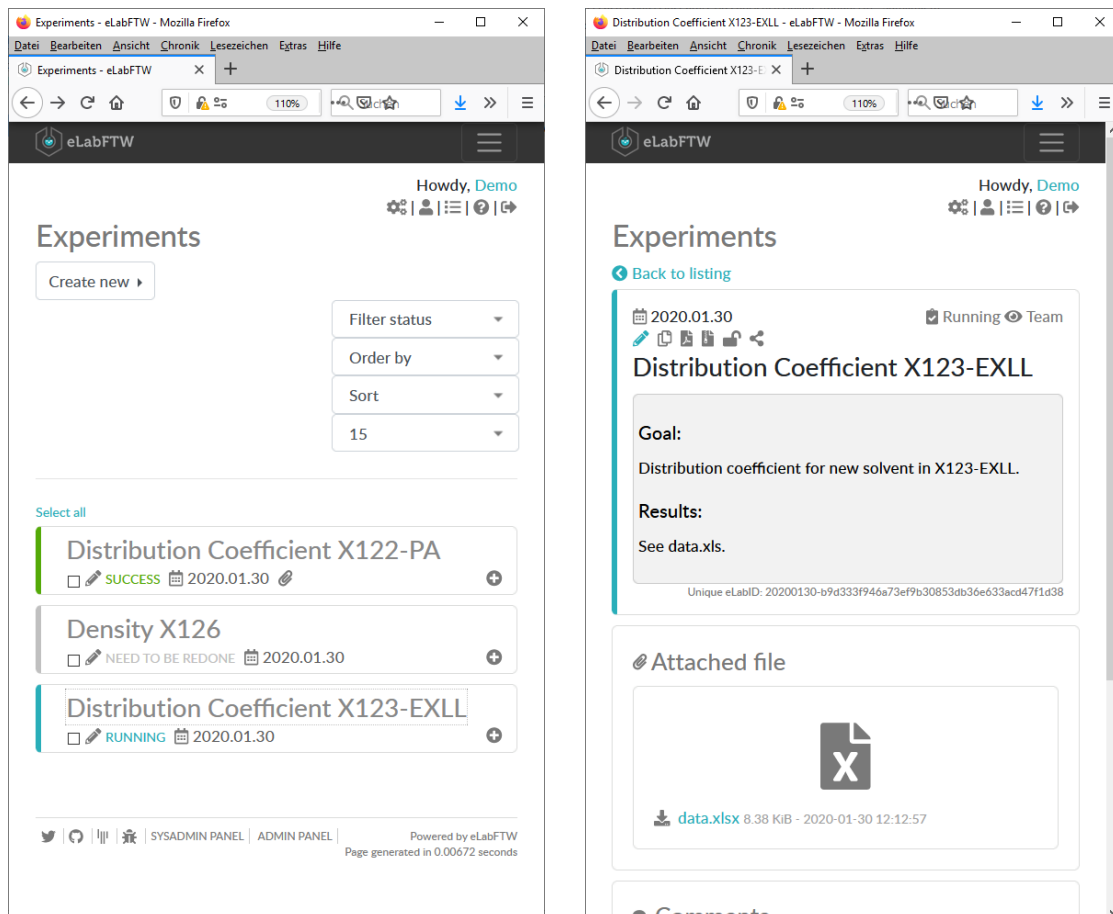 Experiments - eLabFTW - Mozilla Firefox
Datei Bearbeiten Ansicht Chronik Lesezeichen Extras Hilfe
Experiments - eLabFTW
110%
eLabFTW
Howdy, Demo
Experiments
Create new
Filter status
Order by
Sort
15
Select all
Distribution Coefficient X122-PA
SUCCESS 2020.01.30
Density X126
NEED TO BE REDONE 2020.01.30
Distribution Coefficient X123-EXLL
RUNNING 2020.01.30
SYSADMIN PANEL ADMIN PANEL
Powered by eLabFTW
Page generated in 0.00672 seconds
Distribution Coefficient X123-EXLL - eLabFTW - Mozilla Firefox
Datei Bearbeiten Ansicht Chronik Lesezeichen Extras Hilfe
Distribution Coefficient X123-E
110%
eLabFTW
Howdy, Demo
Experiments
Back to listing
2020.01.30 Running Team
Distribution Coefficient X123-EXLL
Goal:
Distribution coefficient for new solvent in X123-EXLL.
Results:
See data.xls.
Unique eLabID: 20200130-b9d333f946a73ef9b30853db36e633acd47f1d38
Attached file
X
data.xlsx 8.38 KiB - 2020-01-30 12:12:57
Comments